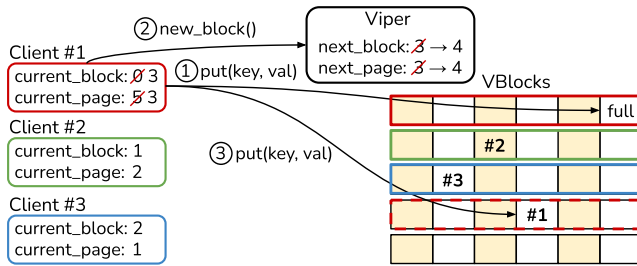 Viper
next_block: 3 → 4
next_page: 3 → 4
② new_block()
Client #1
current_block: 0 3
current_page: 5 3
① put(key, val)
VBlocks
full
Client #2
current_block: 1
current_page: 2
#2
③ put(key, val)
#3
Client #3
current_block: 2
current_page: 1
#1